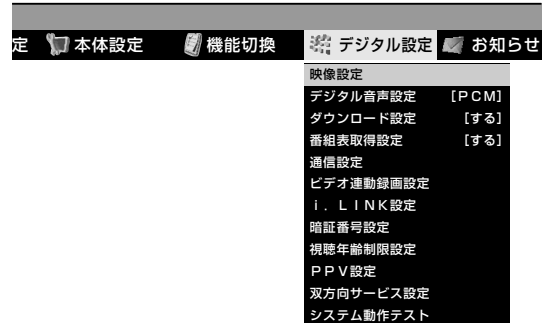 定 本体設定 機能切換 デジタル設定 お知らせ
映像設定
デジタル音声設定 [PCM]
ダウンロード設定 [する]
番組表取得設定 [する]
通信設定
ビデオ連動録画設定
i．LINK設定
暗証番号設定
視聴年齢制限設定
PPV設定
双方向サービス設定
システム動作テスト